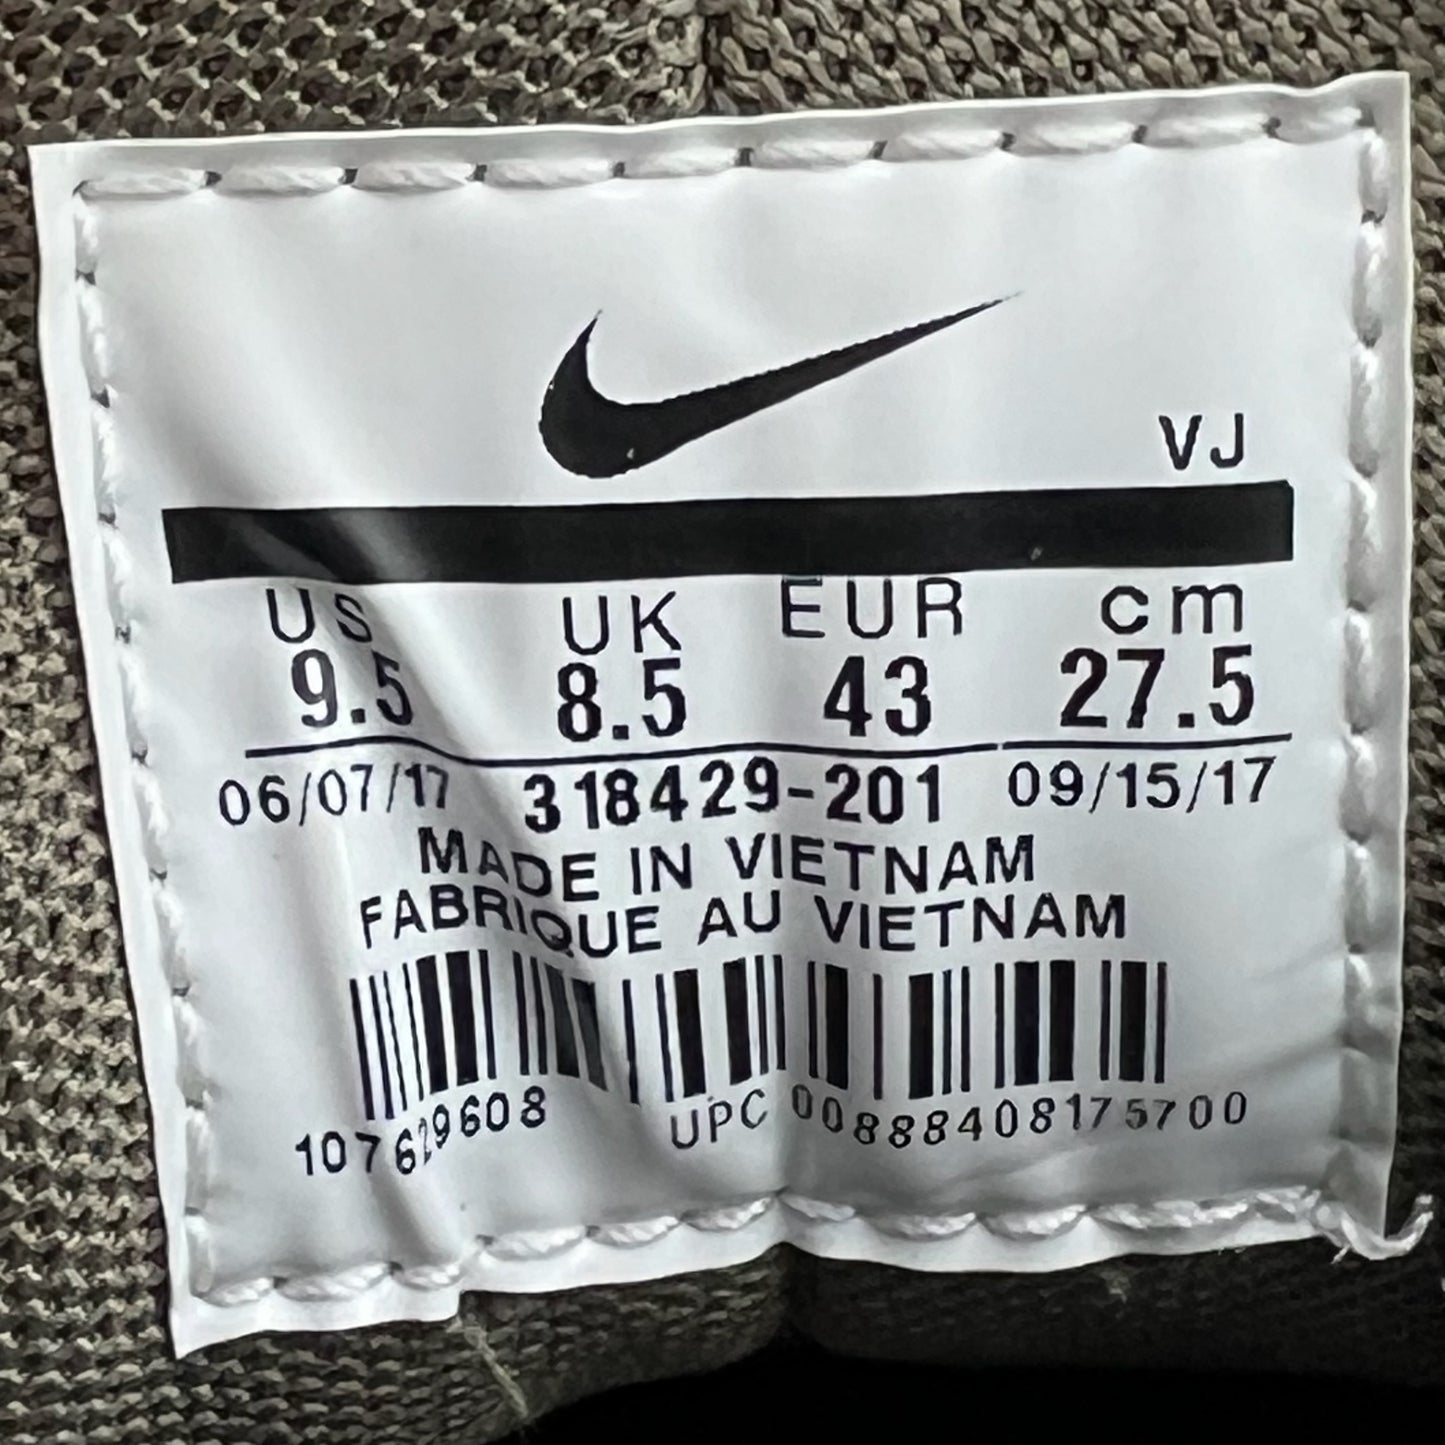 VJ
US UK EUR cm
9.5 8.5 43 27.5
06/07/17 318429-201 09/15/17
MADE IN VIETNAM
FABRIQUE AU VIETNAM
107629608 UPC 00888408175700